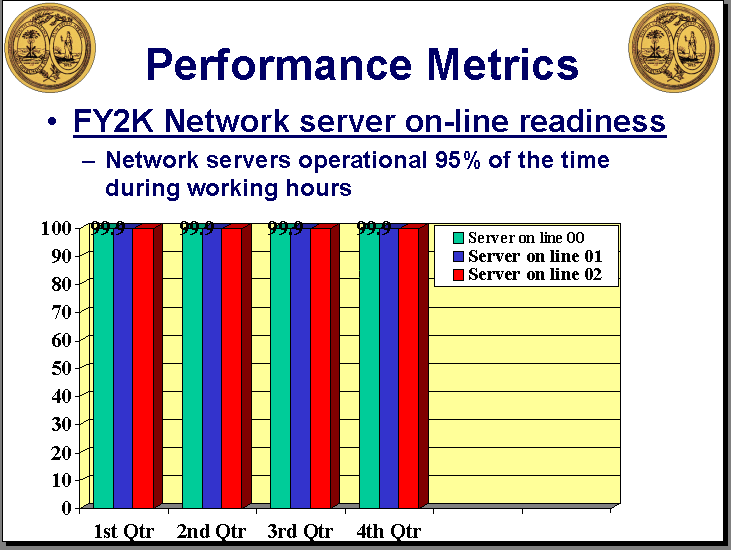 Performance Metrics
• FY2K Network server on-line readiness
– Network servers operational 95% of the time
during working hours
100
90
80
70
60
50
40
30
20
10
0
99.9 99.9 99.9 99.9
Server on line 00
Server on line 01
Server on line 02
1st Qtr 2nd Qtr 3rd Qtr 4th Qtr